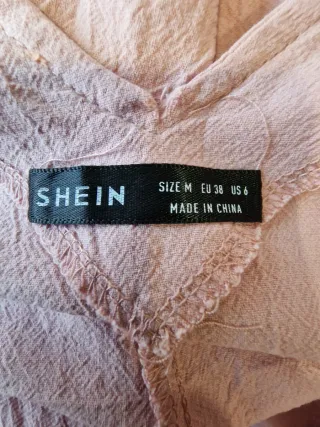 SHEIN
SIZE M EU 38 US 6
MADE IN CHINA